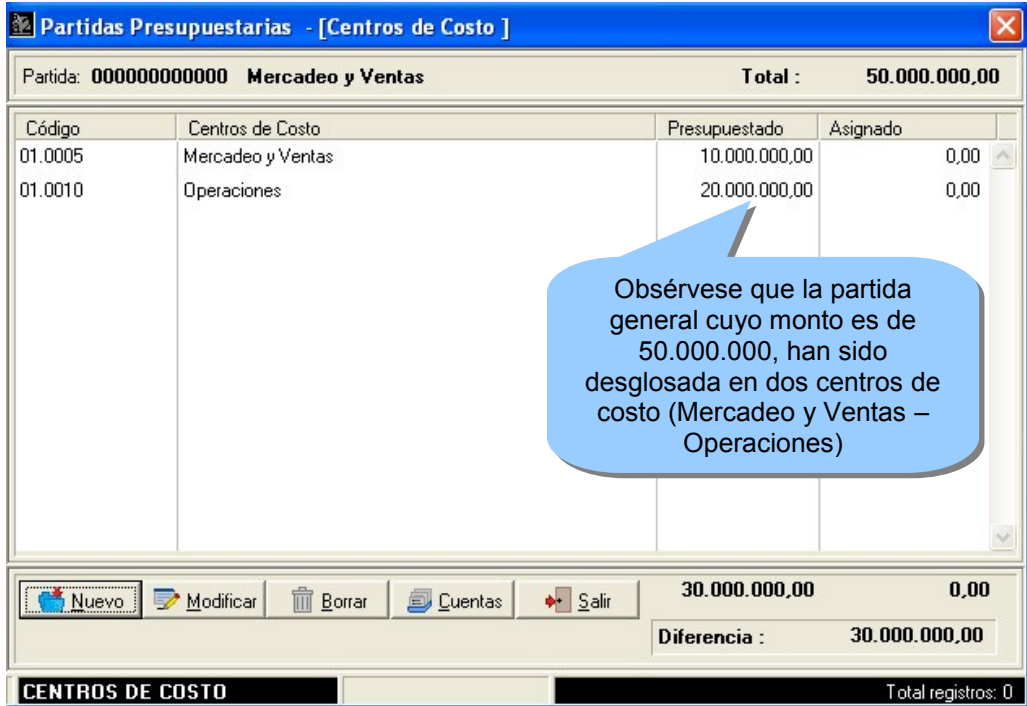 Partidas Presupuestarias - [Centros de Costo ]
Partida: 000000000000 Mercadeo y Ventas Total : 50.000.000,00
Código Centros de Costo Presupuestado Asignado
01.0005 Mercadeo y Ventas 10.000.000,00 0,00
01.0010 Operaciones 20.000.000,00 0,00
Obsérvese que la partida
general cuyo monto es de
50.000.000, han sido
desglosada en dos centros de
costo (Mercadeo y Ventas –
Operaciones)
Nuevo Modificar Borrar Cuentas Salir 30.000.000,00 0,00
Diferencia : 30.000.000,00
CENTROS DE COSTO Total registros: 0